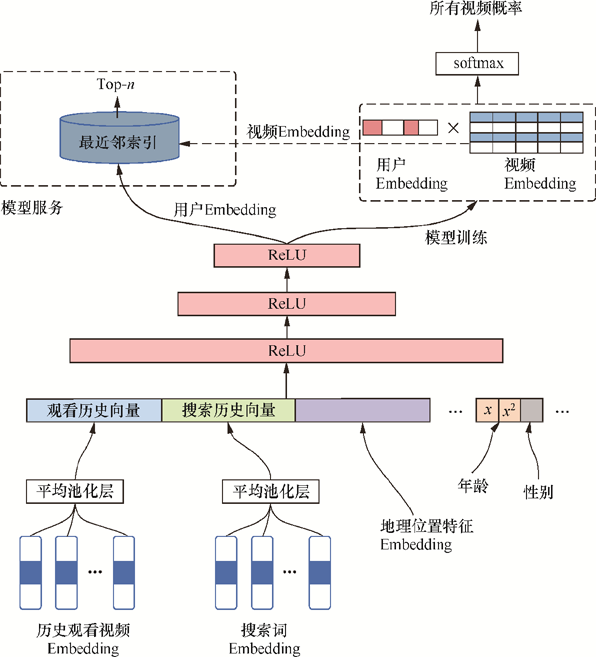 所有视频概率
softmax
Top-n
最近邻索引
视频Embedding
×
用户
Embedding
视频
Embedding
模型服务
用户Embedding
模型训练
ReLU
ReLU
ReLU
观看历史向量
搜索历史向量
...
x
x²
...
平均池化层
平均池化层
年龄
性别
地理位置特征
Embedding
...
...
历史观看视频
Embedding
搜索词
Embedding